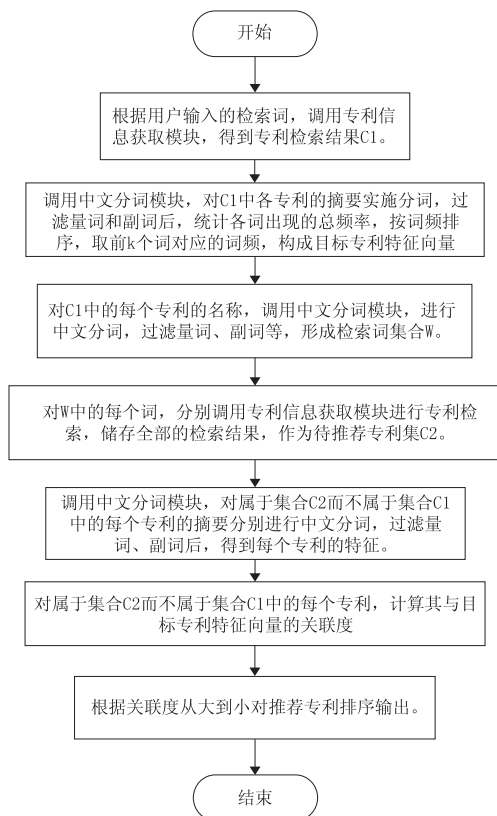 开始
根据用户输入的检索词，调用专利信
息获取模块，得到专利检索结果C1。
调用中文分词模块，对C1中各专利的摘要实施分词，过
滤量词和副词后，统计各词出现的总频率，按词频排
序，取前k个词对应的词频，构成目标专利特征向量
对C1中的每个专利的名称，调用中文分词模块，进行
中文分词，过滤量词、副词等，形成检索词集合W。
对W中的每个词，分别调用专利信息获取模块进行专利检
索，储存全部的检索结果，作为待推荐专利集C2。
调用中文分词模块，对属于集合C2而不属于集合C1
中的每个专利的摘要分别进行中文分词，过滤量
词、副词后，得到每个专利的特征。
对属于集合C2而不属于集合C1中的每个专利，计算其与目
标专利特征向量的关联度
根据关联度从大到小对推荐专利排序输出。
结束